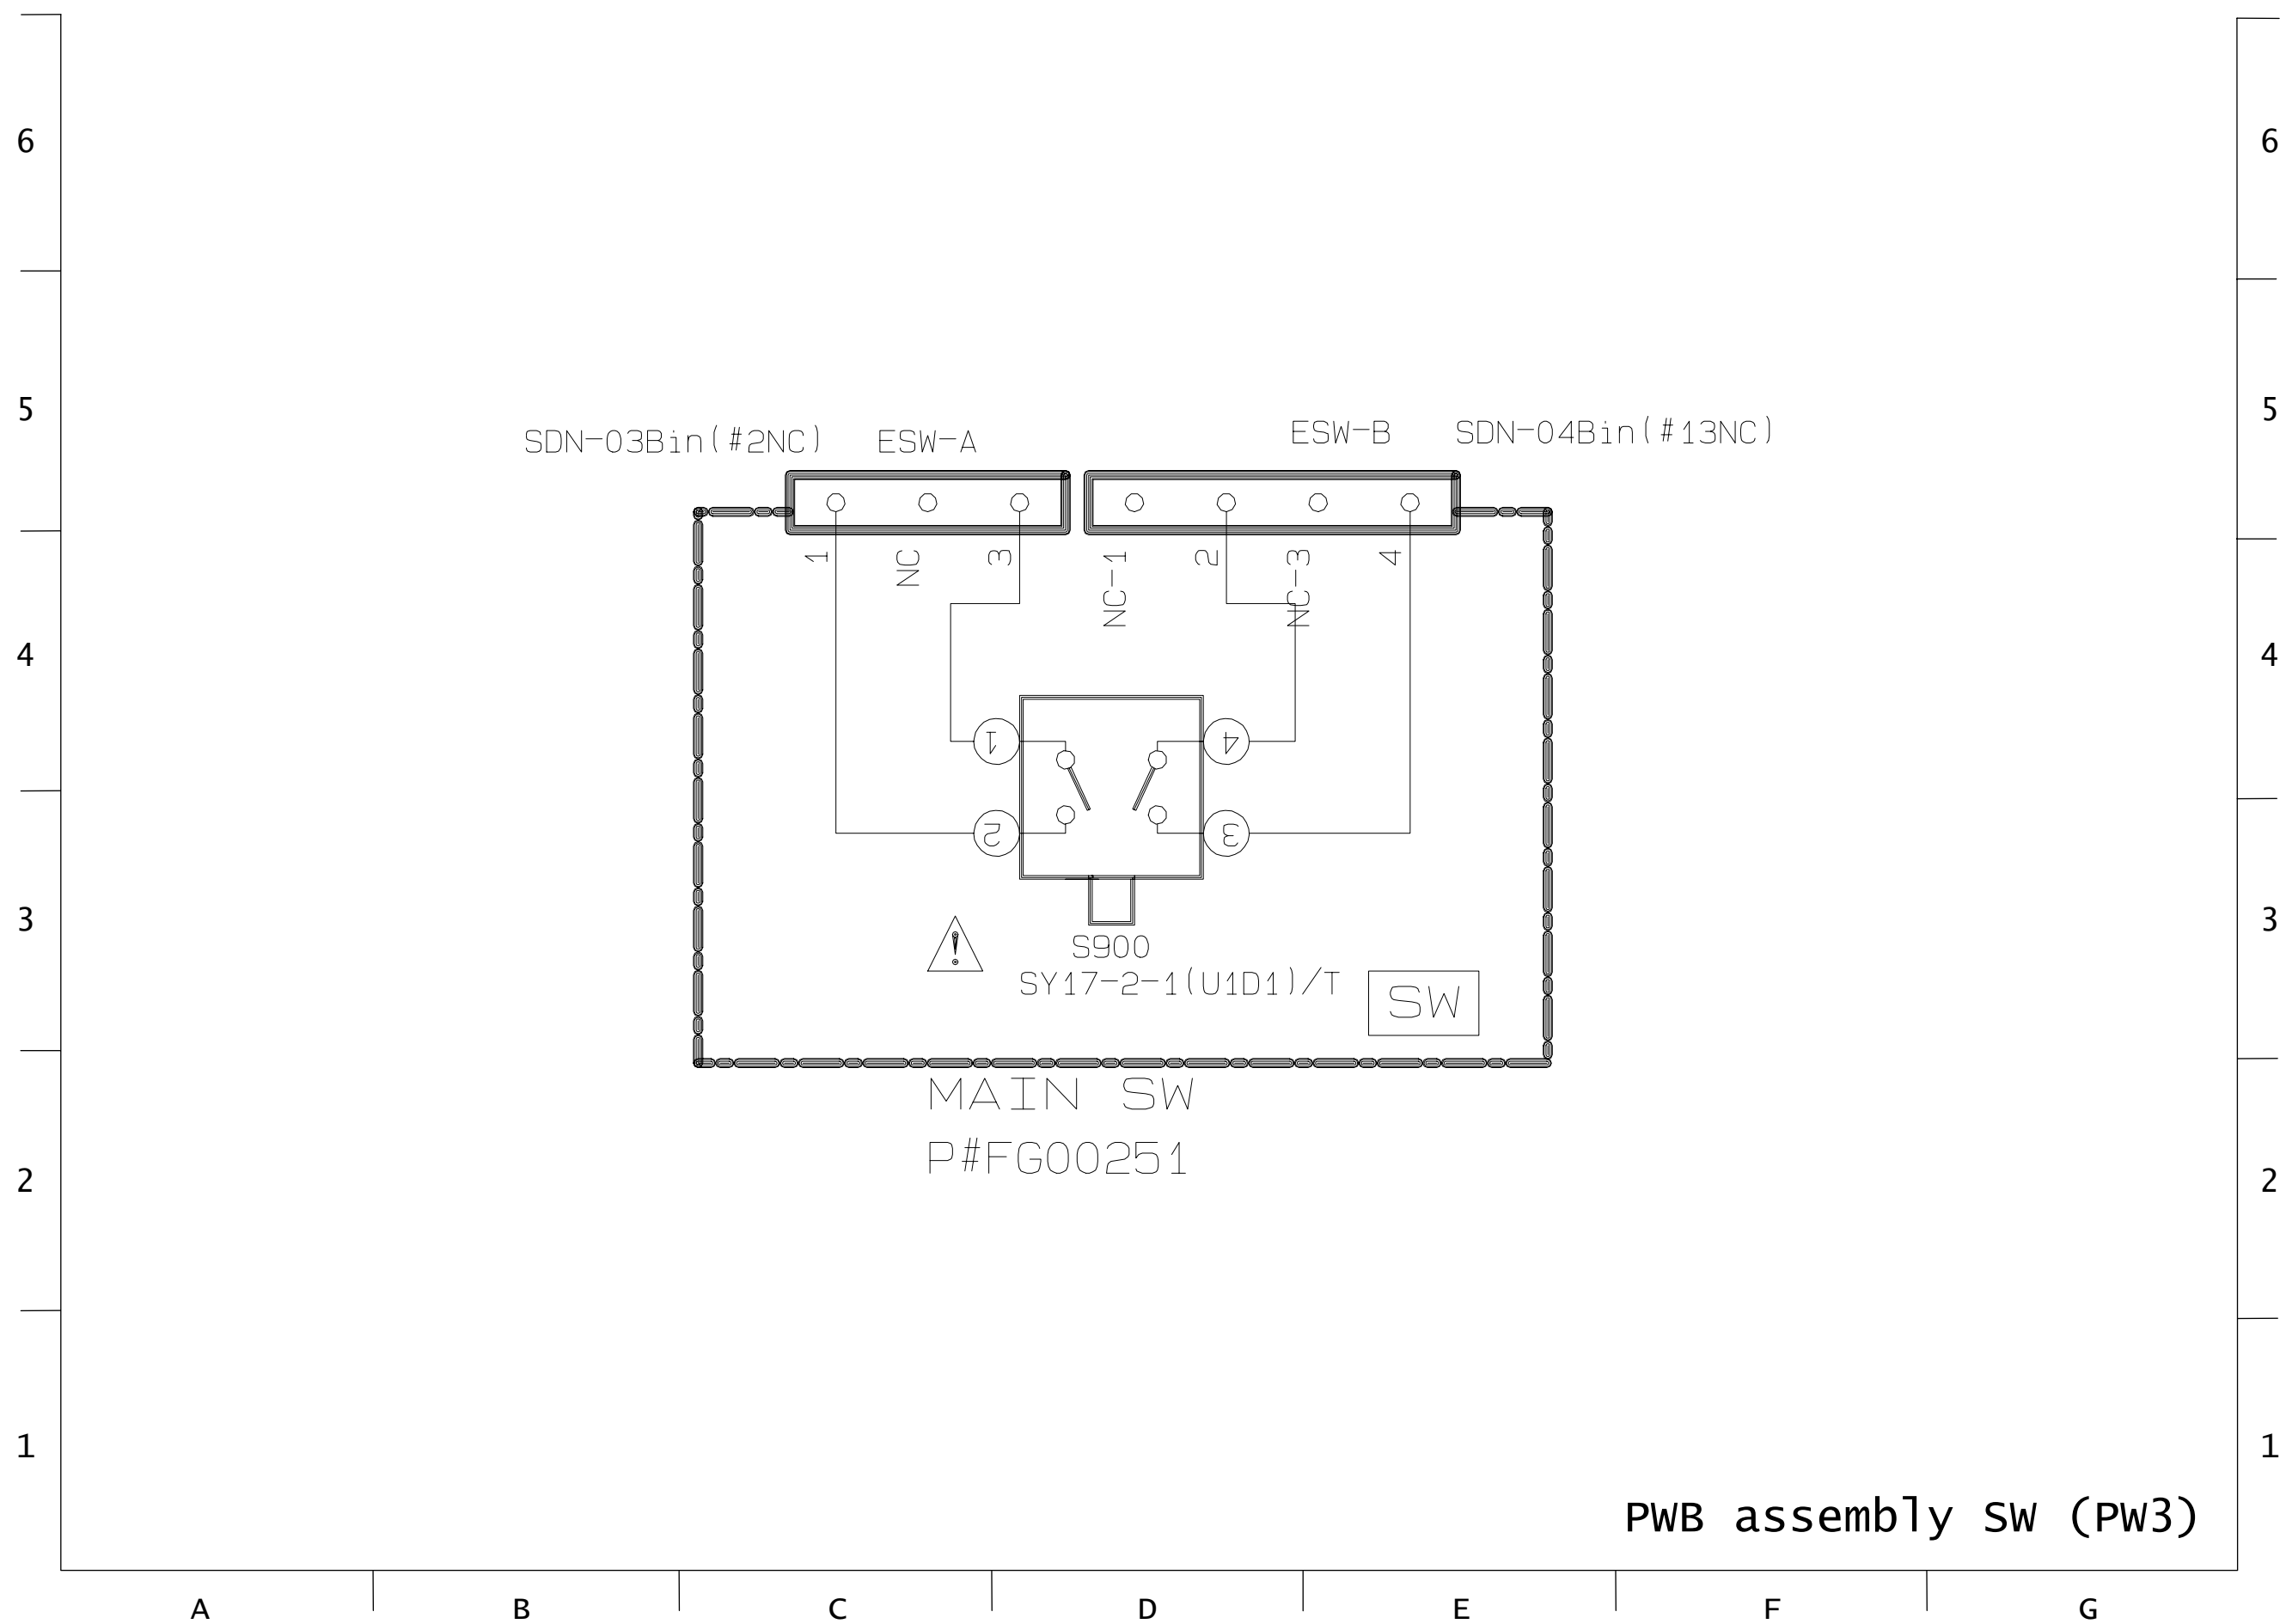 6 6
5 5
SDN-03Bin(#2NC) ESW-A ESW-B SDN-04Bin(#13NC)
1 NC 3 NC-1 2 NC-3 4
4 4
1 4
2 3
3 3
!
S900
SY17-2-1(U1D1)/T
SW
MAIN SW
P#FG00251
2 2
1 1
PWB assembly SW (PW3)
A B C D E F G